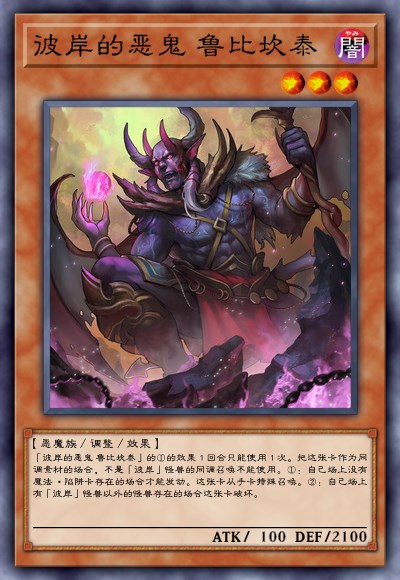 彼岸的恶鬼 鲁比坎泰
やみ
闇
【恶魔族/调整/效果】
「彼岸的恶鬼 鲁比坎泰」的①的效果1回合只能使用1次。把这张卡作为同
调素材的场合,不是「彼岸」怪兽的同调召唤不能使用。①:自己场上没有
魔法·陷阱卡存在的场合才能发动。这张卡从手卡特殊召唤。②:自己场上
有「彼岸」怪兽以外的怪兽存在的场合这张卡破坏。
ATK/ 100 DEF/2100